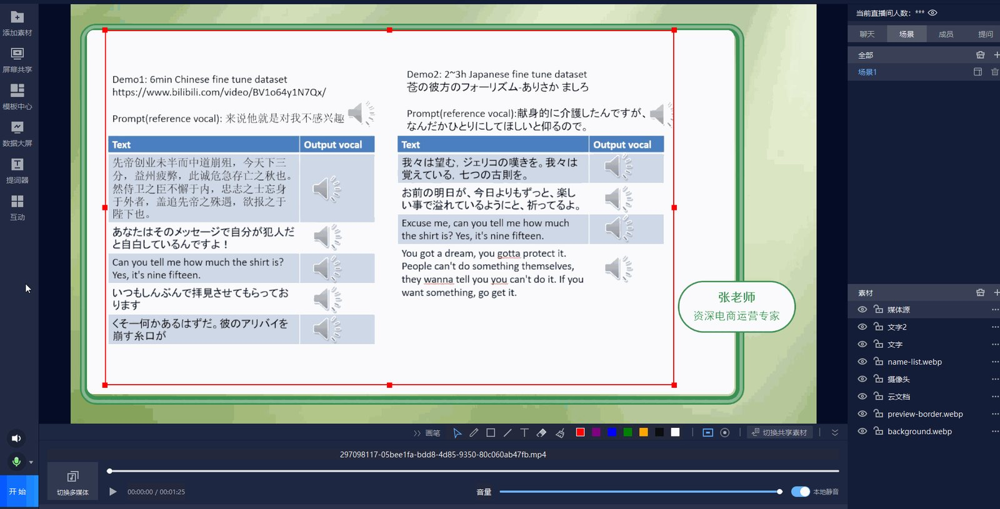 添加素材
屏幕共享
模板中心
数据大屏
提词器
互动
开 始
Demo1: 6min Chinese fine tune dataset
https://www.bilibili.com/video/BV1o64y1N7Qx/
Prompt(reference vocal): 来说他就是对我不感兴趣
Text Output vocal
先帝创业未半而中道崩殂，今天下三
分，益州疲弊，此诚危急存亡之秋也。
然侍卫之臣不懈于内，忠志之士忘身
于外者，盖追先帝之殊遇，欲报之于
陛下也。
あなたはそのメッセージで自分が犯人だ
と自白しているんですよ！
Can you tell me how much the shirt is?
Yes, it's nine fifteen.
いつもしんぶんで拝見させてもらってお
ります
くそ一何かあるはずだ。彼のアリバイを
崩す糸口が
Demo2: 2~3h Japanese fine tune dataset
苍の彼方のフォーリズム-ありさか ましろ
Prompt(reference vocal):献身的に介護したんですが、
なんだかひとりにしてほしいと仰るので。
Text Output vocal
我々は望む, ジェリコの嘆きを。我々は
覚えている, 七つの古則を。
お前の明日が、今日よりもずっと、楽し
い事で溢れているようにと、祈ってるよ。
Excuse me, can you tell me how much
the shirt is? Yes, it's nine fifteen.
You got a dream, you gotta protect it.
People can't do something themselves,
they wanna tell you you can't do it. If you
want something, go get it.
张老师
资深电商运营专家
画笔
切换共享素材
297098117-05bee1fa-bdd8-4d85-9350-80c060ab47fb.mp4
切换多媒体
00:00:00 / 00:01:25
音量
本地静音
当前直播间人数: ***
聊天 场景 成员 提问
全部
场景1
素材
媒体源
文字2
文字
name-list.webp
摄像头
云文档
preview-border.webp
background.webp